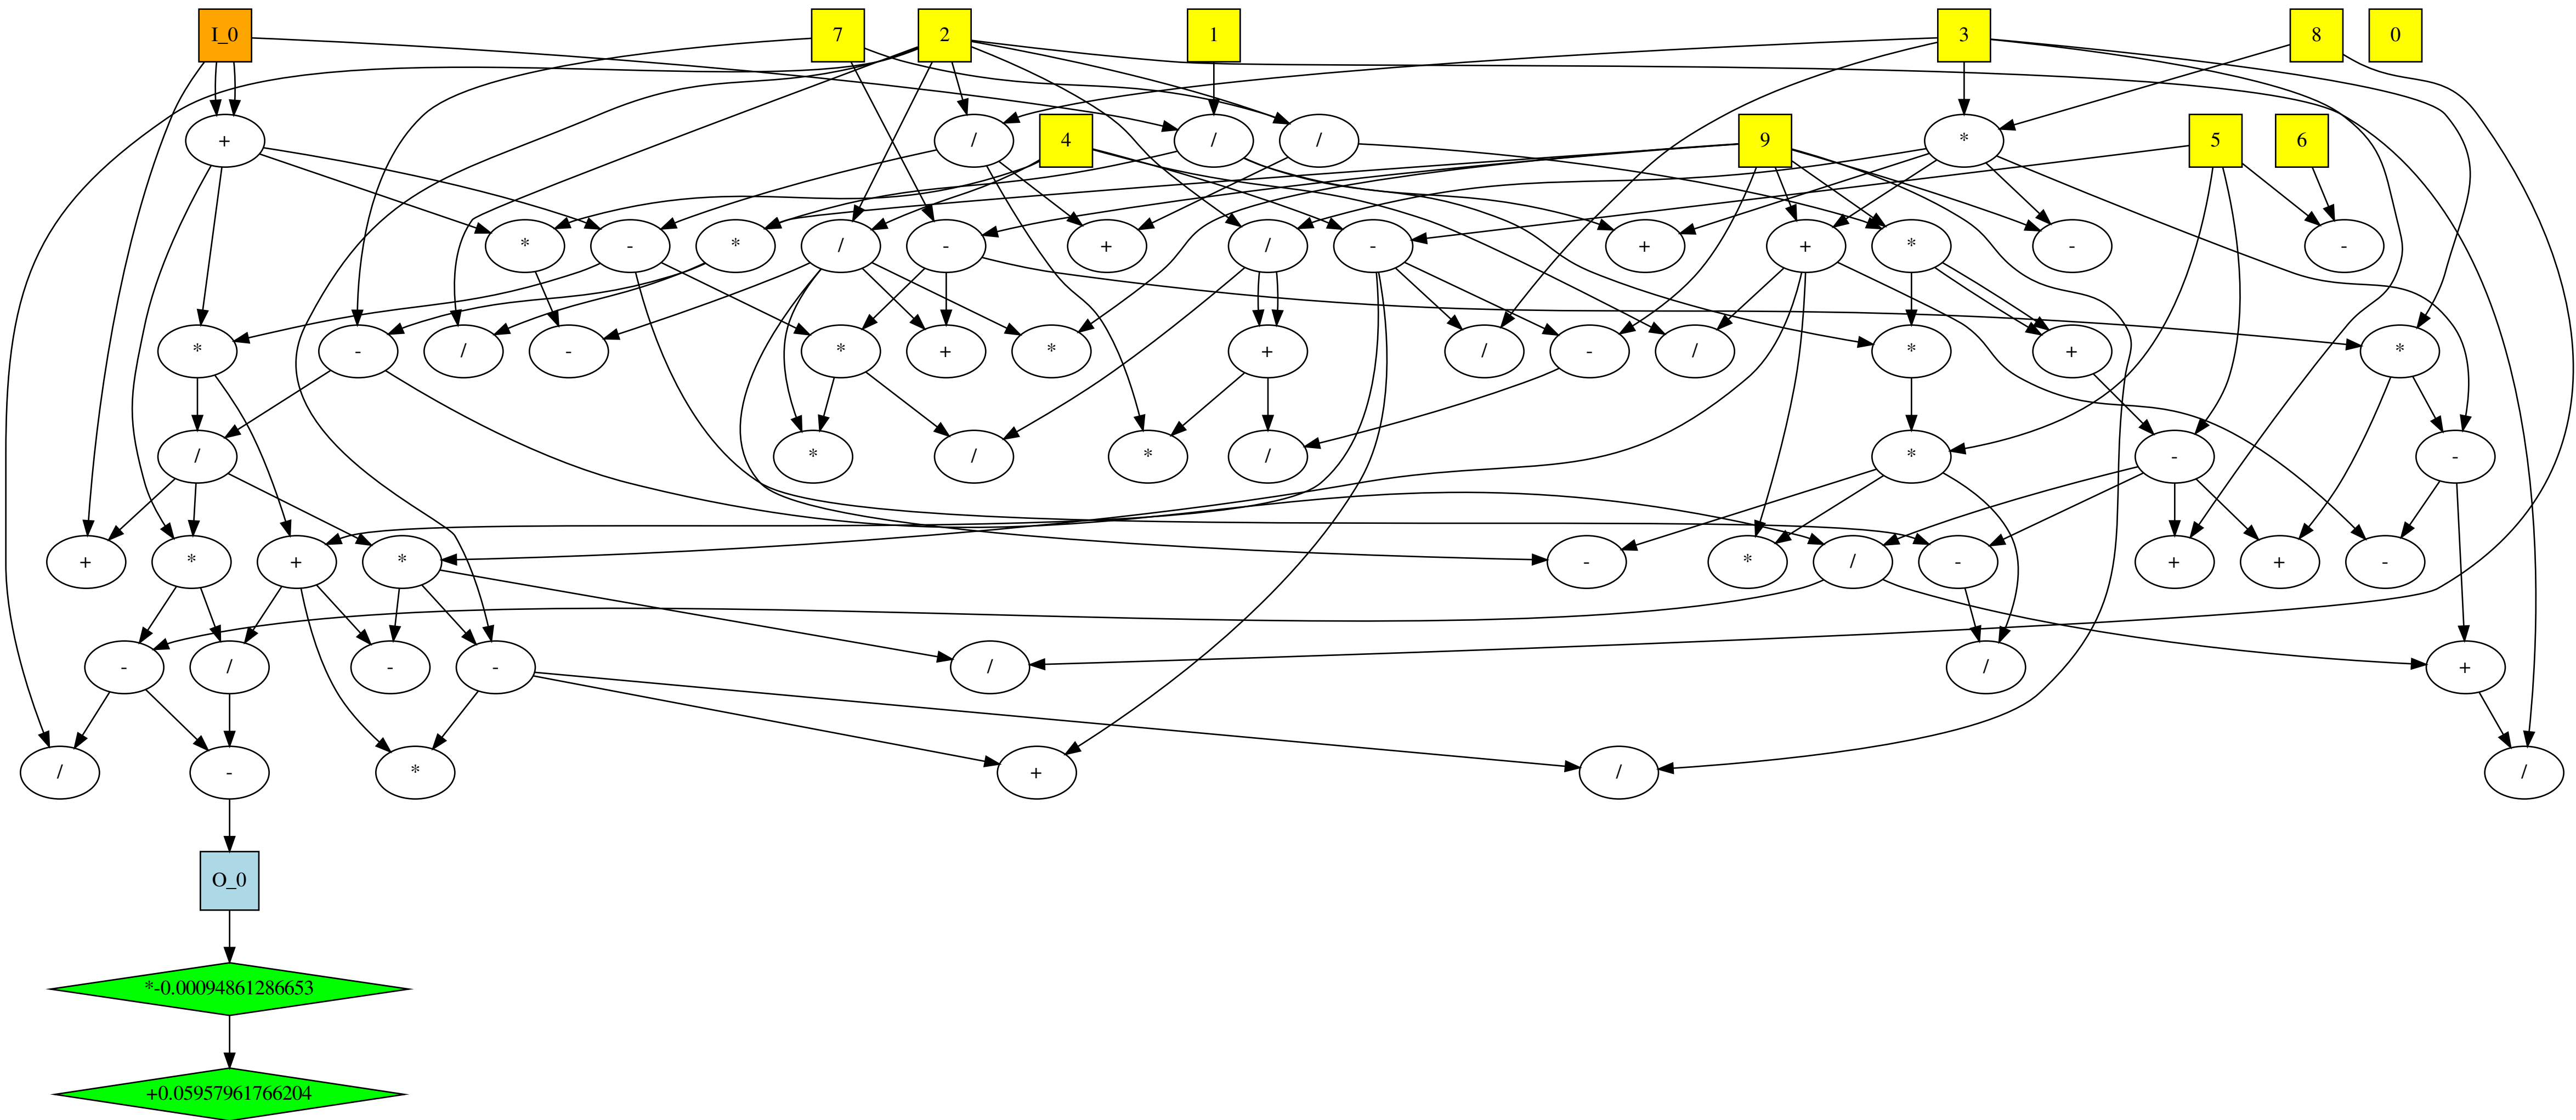 I_0 7 2 1 3 8 0
+ / 4 / / 9 * 5 6
* - * / - + / - + + * - -
* - / - * + * + / - / * + *
/ * / * / * - -
+ * + * - * / - + + -
- / - - / / +
/ - * + / /
O_0
*-0.00094861286653
+0.05957961766204